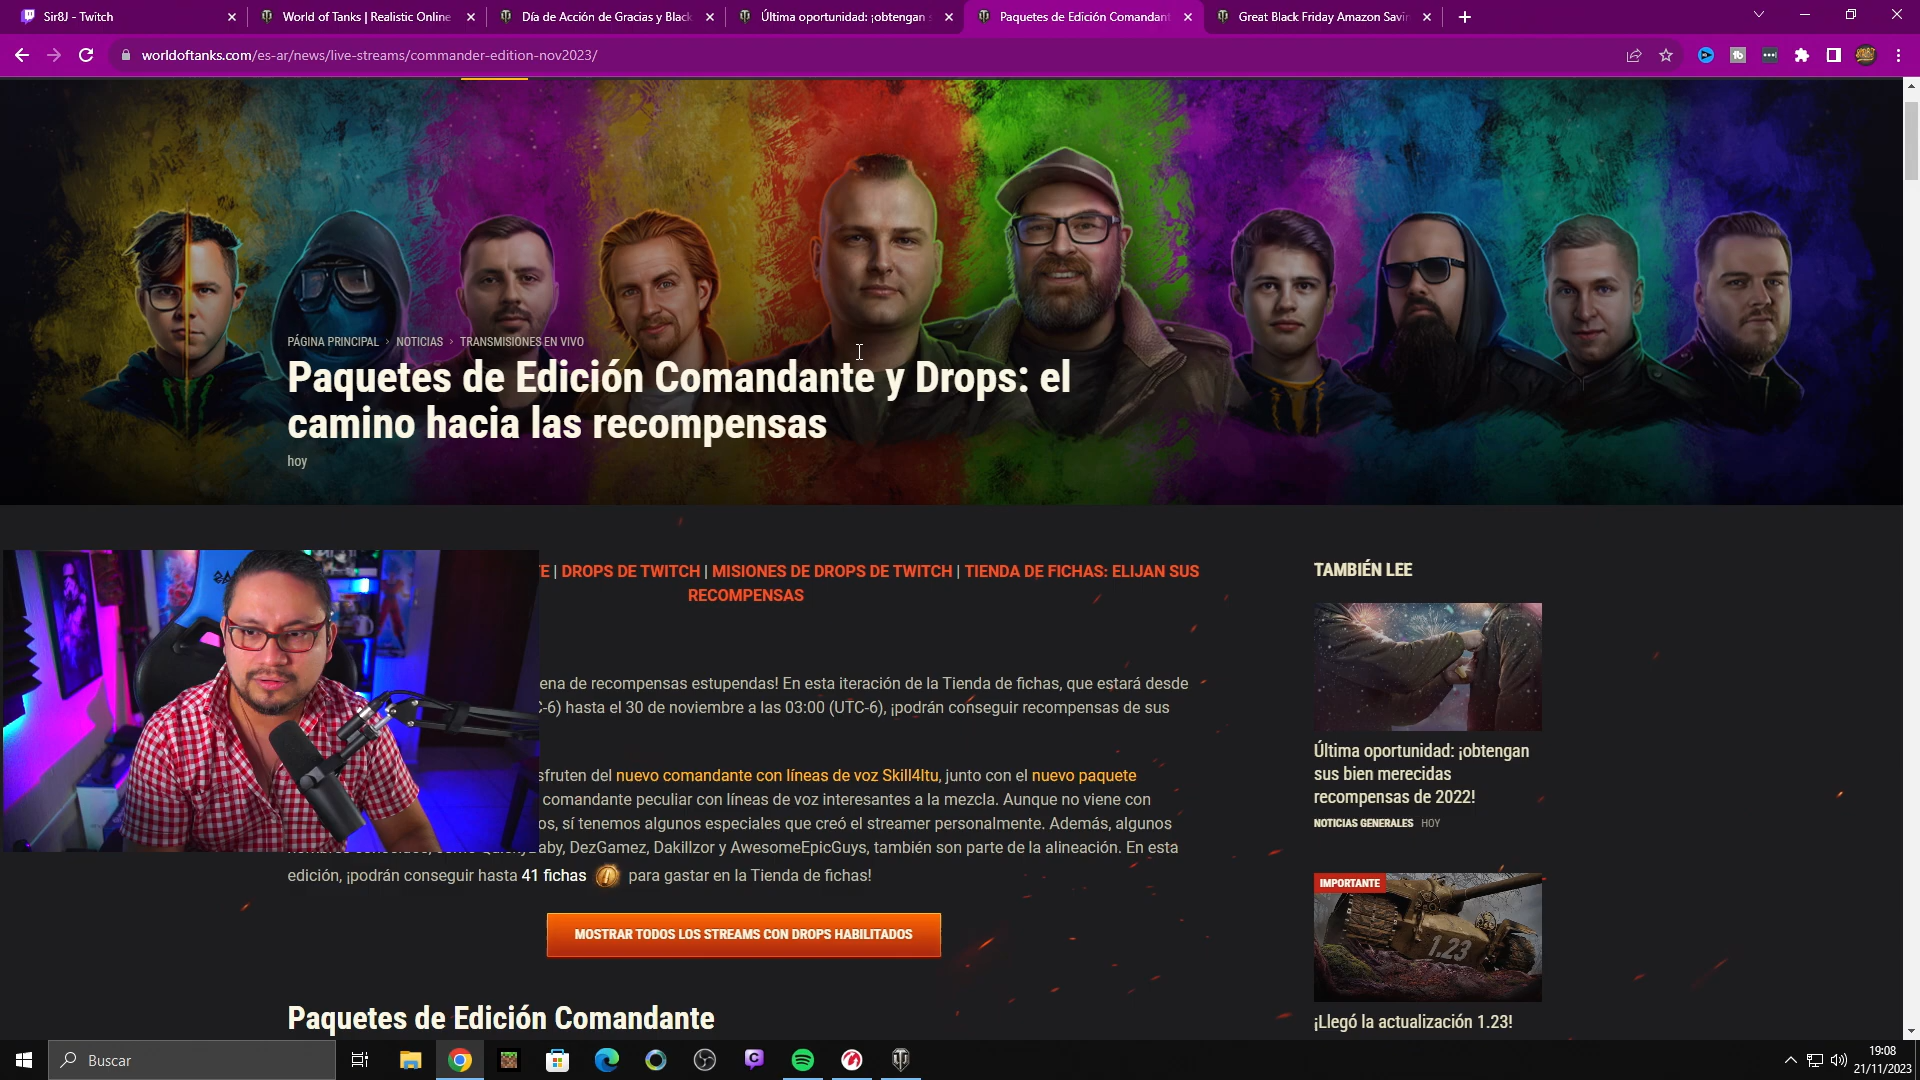 Sir8J - Twitch
World of Tanks | Realistic Online
Día de Acción de Gracias y Black
Última oportunidad: ¡obtengan s
Paquetes de Edición Comandant
Great Black Friday Amazon Savin
worldoftanks.com/es-ar/news/live-streams/commander-edition-nov2023/
PÁGINA PRINCIPAL > NOTICIAS > TRANSMISIONES EN VIVO
Paquetes de Edición Comandante y Drops: el
camino hacia las recompensas
hoy
TE | DROPS DE TWITCH | MISIONES DE DROPS DE TWITCH | TIENDA DE FICHAS: ELIJAN SUS
RECOMPENSAS
ena de recompensas estupendas! En esta iteración de la Tienda de fichas, que estará desde
C-6) hasta el 30 de noviembre a las 03:00 (UTC-6), ¡podrán conseguir recompensas de sus
sfruten del nuevo comandante con líneas de voz Skill4ltu, junto con el nuevo paquete
comandante peculiar con líneas de voz interesantes a la mezcla. Aunque no viene con
os, sí tenemos algunos especiales que creó el streamer personalmente. Además, algunos
aby, DezGamez, Dakillzor y AwesomeEpicGuys, también son parte de la alineación. En esta
edición, ¡podrán conseguir hasta 41 fichas para gastar en la Tienda de fichas!
MOSTRAR TODOS LOS STREAMS CON DROPS HABILITADOS
Paquetes de Edición Comandante
TAMBIÉN LEE
Última oportunidad: ¡obtengan
sus bien merecidas
recompensas de 2022!
NOTICIAS GENERALES HOY
IMPORTANTE
1.23
¡Llegó la actualización 1.23!
Buscar
19:08
21/11/2023